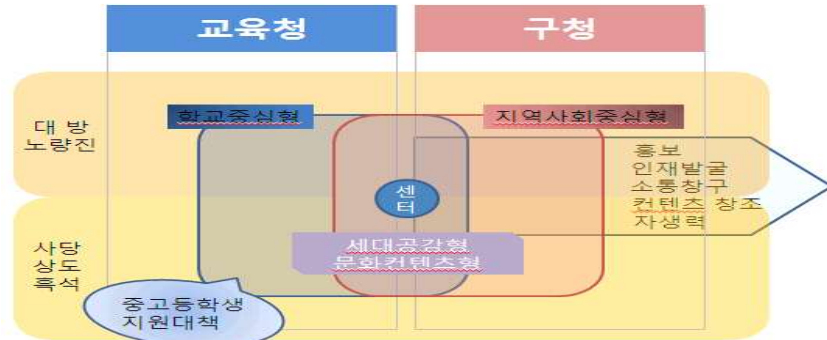 교육청
구청
학교중심형
지역사회중심형
대 방
노량진
홍보
인재발굴
소통창구
컨텐츠 창조
자생력
센
터
세대공감형
문화컨텐츠형
사당
상도
흑석
중고등학생
지원대책